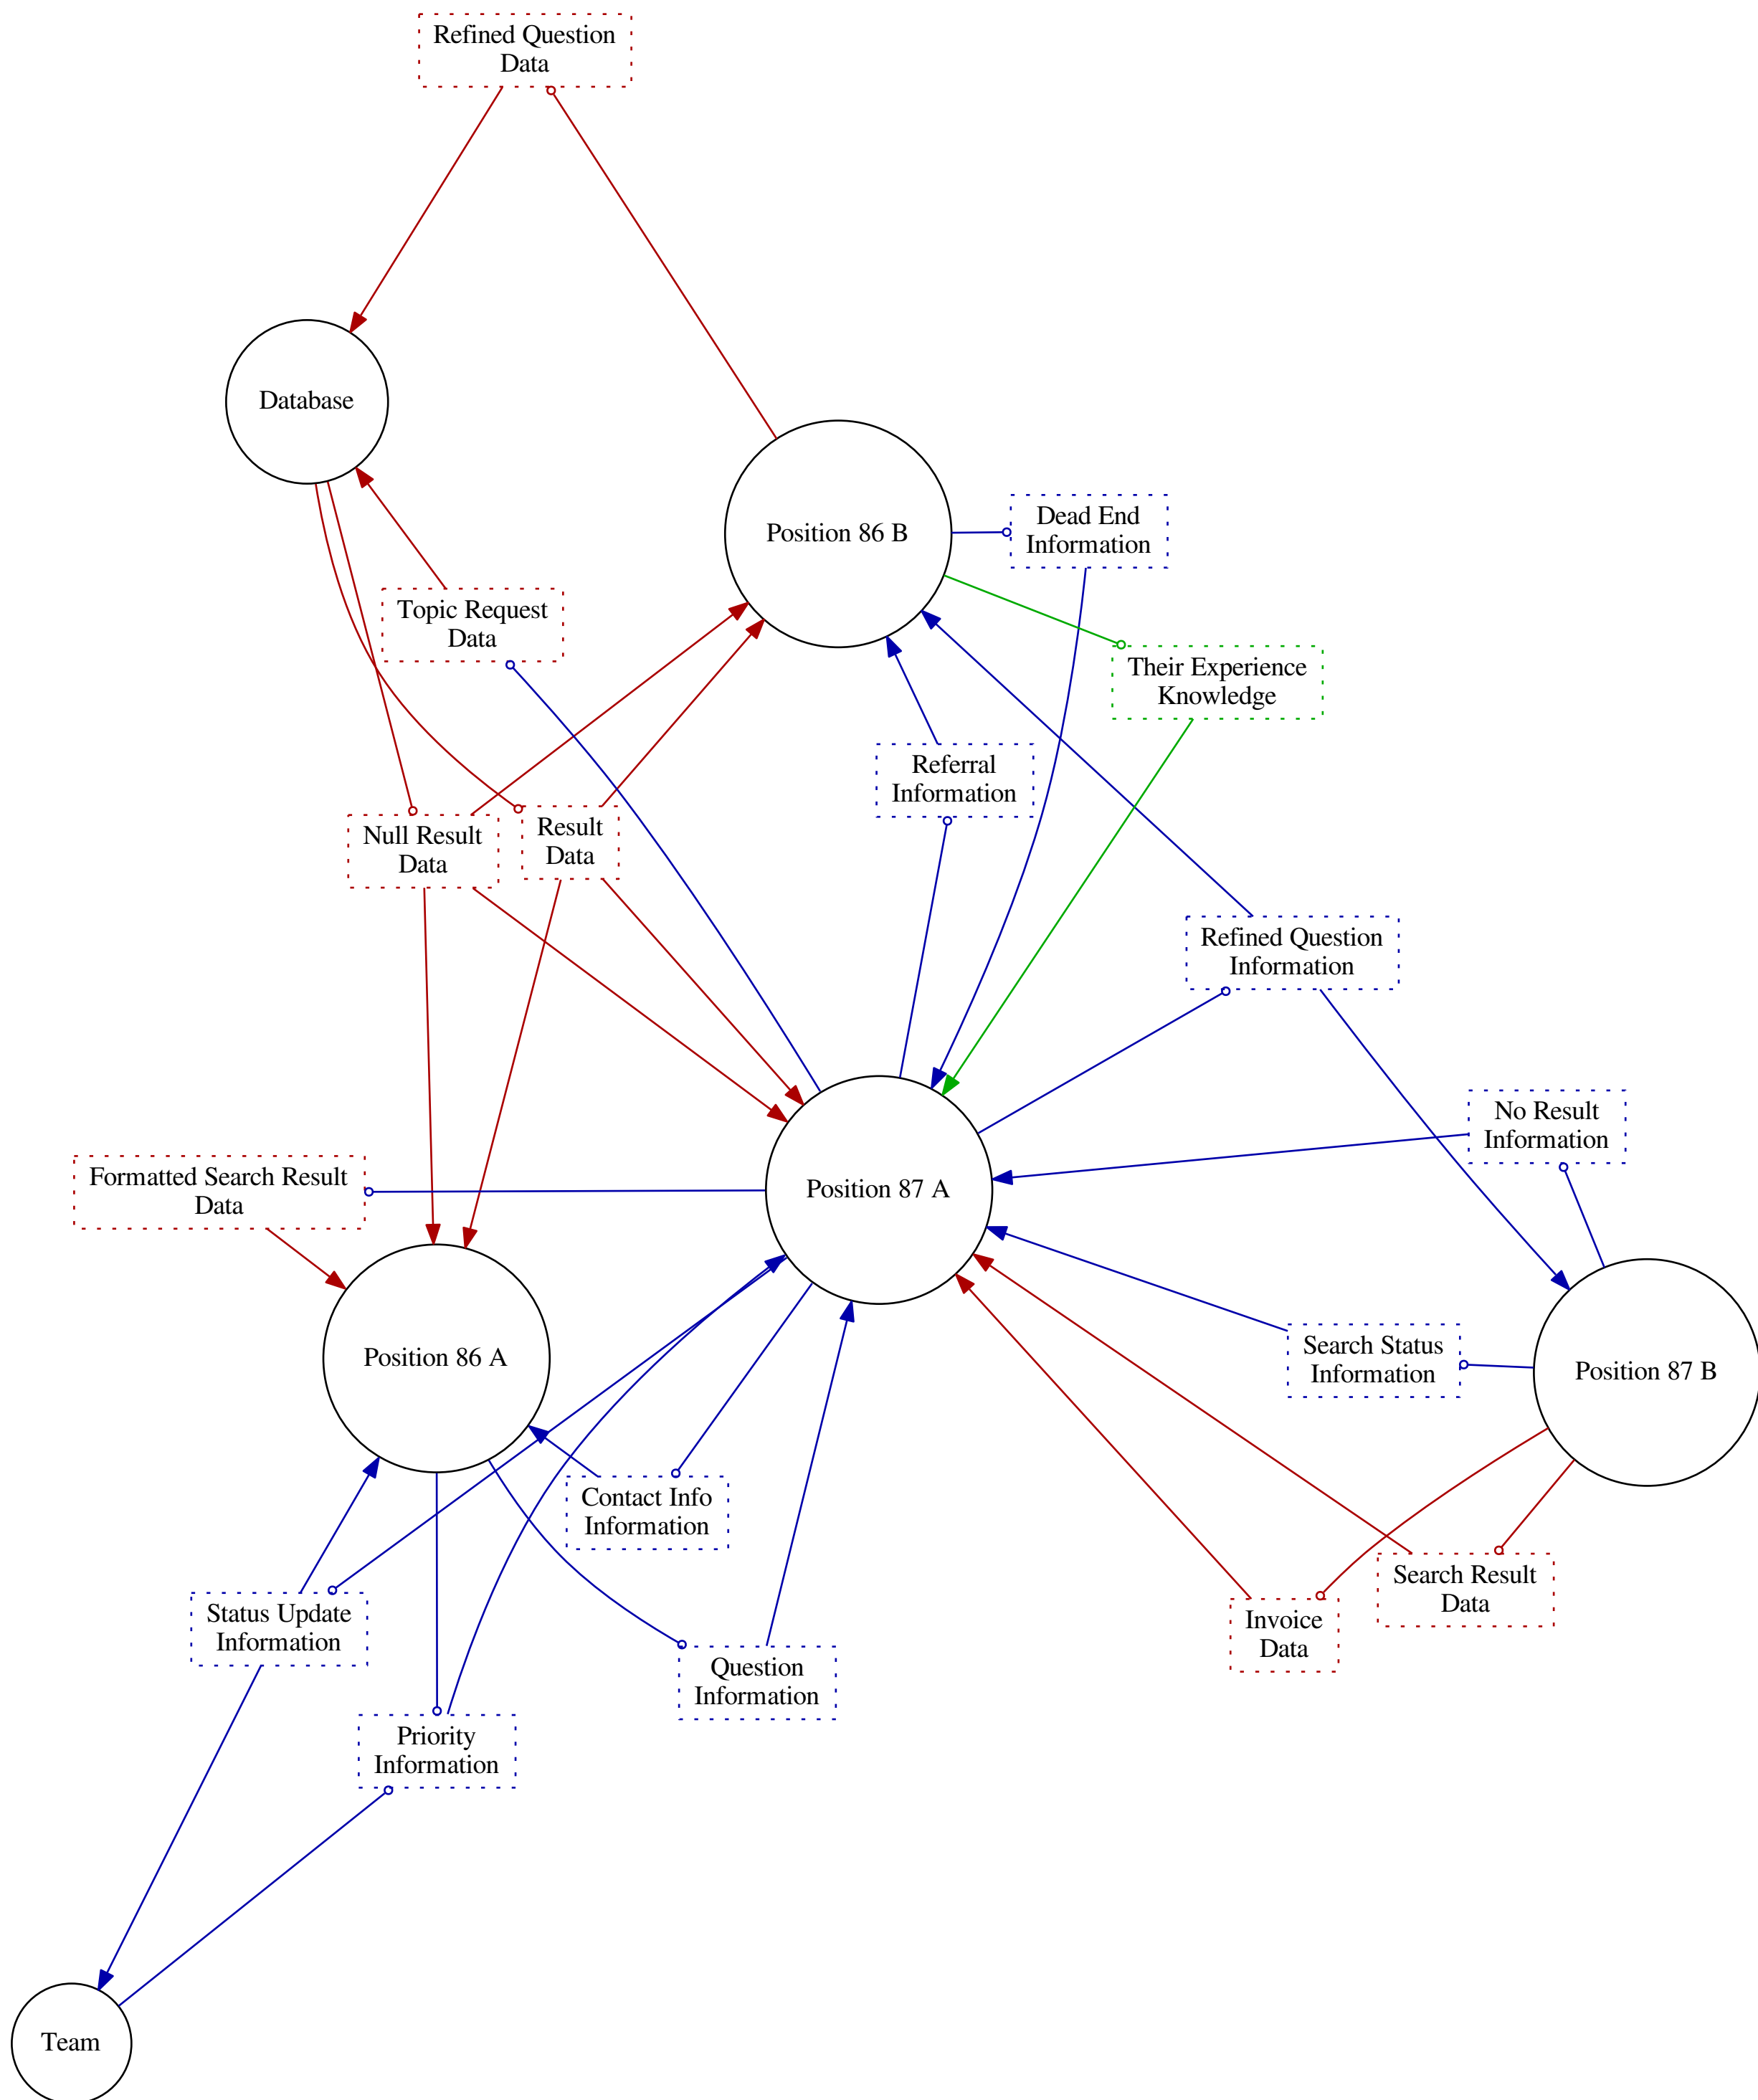 Refined Question
Data
Database
Position 86 B
Dead End
Information
Topic Request
Data
Their Experience
Knowledge
Referral
Information
Null Result
Data
Result
Data
Refined Question
Information
No Result
Information
Formatted Search Result
Data
Position 87 A
Position 86 A
Search Status
Information
Position 87 B
Contact Info
Information
Search Result
Data
Status Update
Information
Invoice
Data
Question
Information
Priority
Information
Team